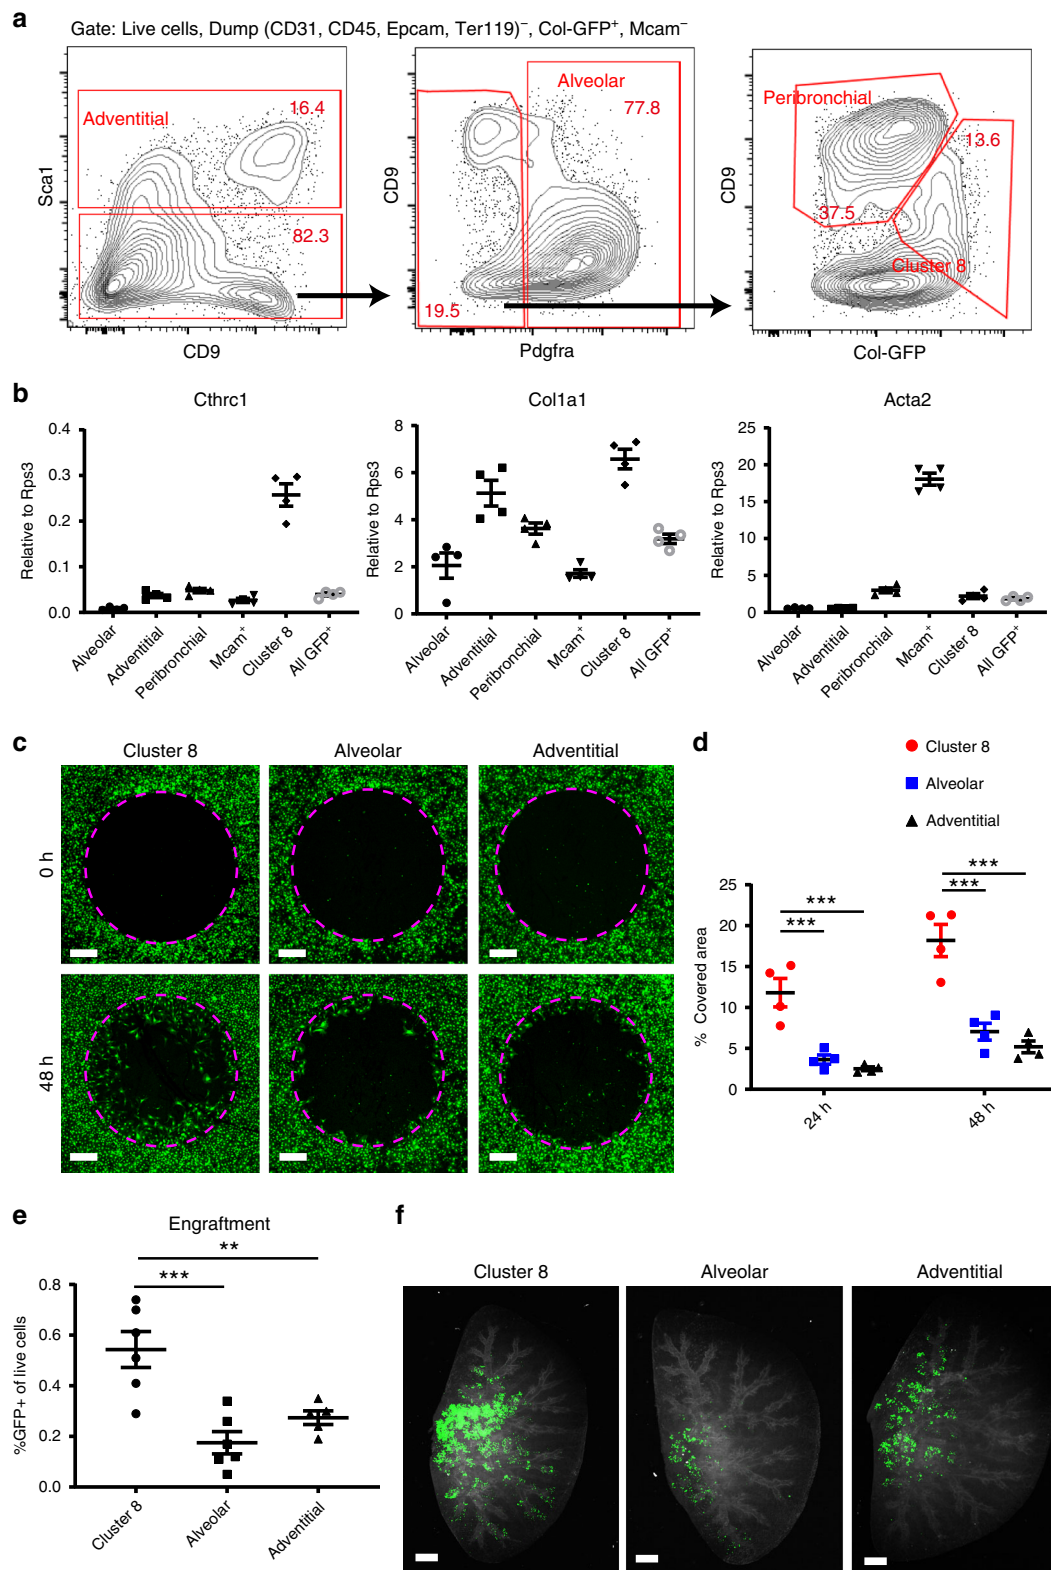 a
Gate: Live cells, Dump (CD31, CD45, Epcam, Ter119)⁻, Col-GFP⁺, Mcam⁻
Adventitial
16.4
82.3
Sca1
CD9
Alveolar
77.8
19.5
CD9
Pdgfra
Peribronchial
13.6
37.5
Cluster 8
CD9
Col-GFP
b
Cthrc1
Relative to Rps3
0.4
0.3
0.2
0.1
0.0
Alveolar
Adventitial
Peribronchial
Mcam⁺
Cluster 8
All GFP⁺
Col1a1
Relative to Rps3
8
6
4
2
0
Alveolar
Adventitial
Peribronchial
Mcam⁺
Cluster 8
All GFP⁺
Acta2
Relative to Rps3
25
20
15
10
5
0
Alveolar
Adventitial
Peribronchial
Mcam⁺
Cluster 8
All GFP⁺
c
Cluster 8
Alveolar
Adventitial
0 h
48 h
d
Cluster 8
Alveolar
Adventitial
% Covered area
25
20
15
10
5
0
***
***
***
***
24 h
48 h
e
Engraftment
**
***
%GFP+ of live cells
0.8
0.6
0.4
0.2
0.0
Cluster 8
Alveolar
Adventitial
f
Cluster 8
Alveolar
Adventitial